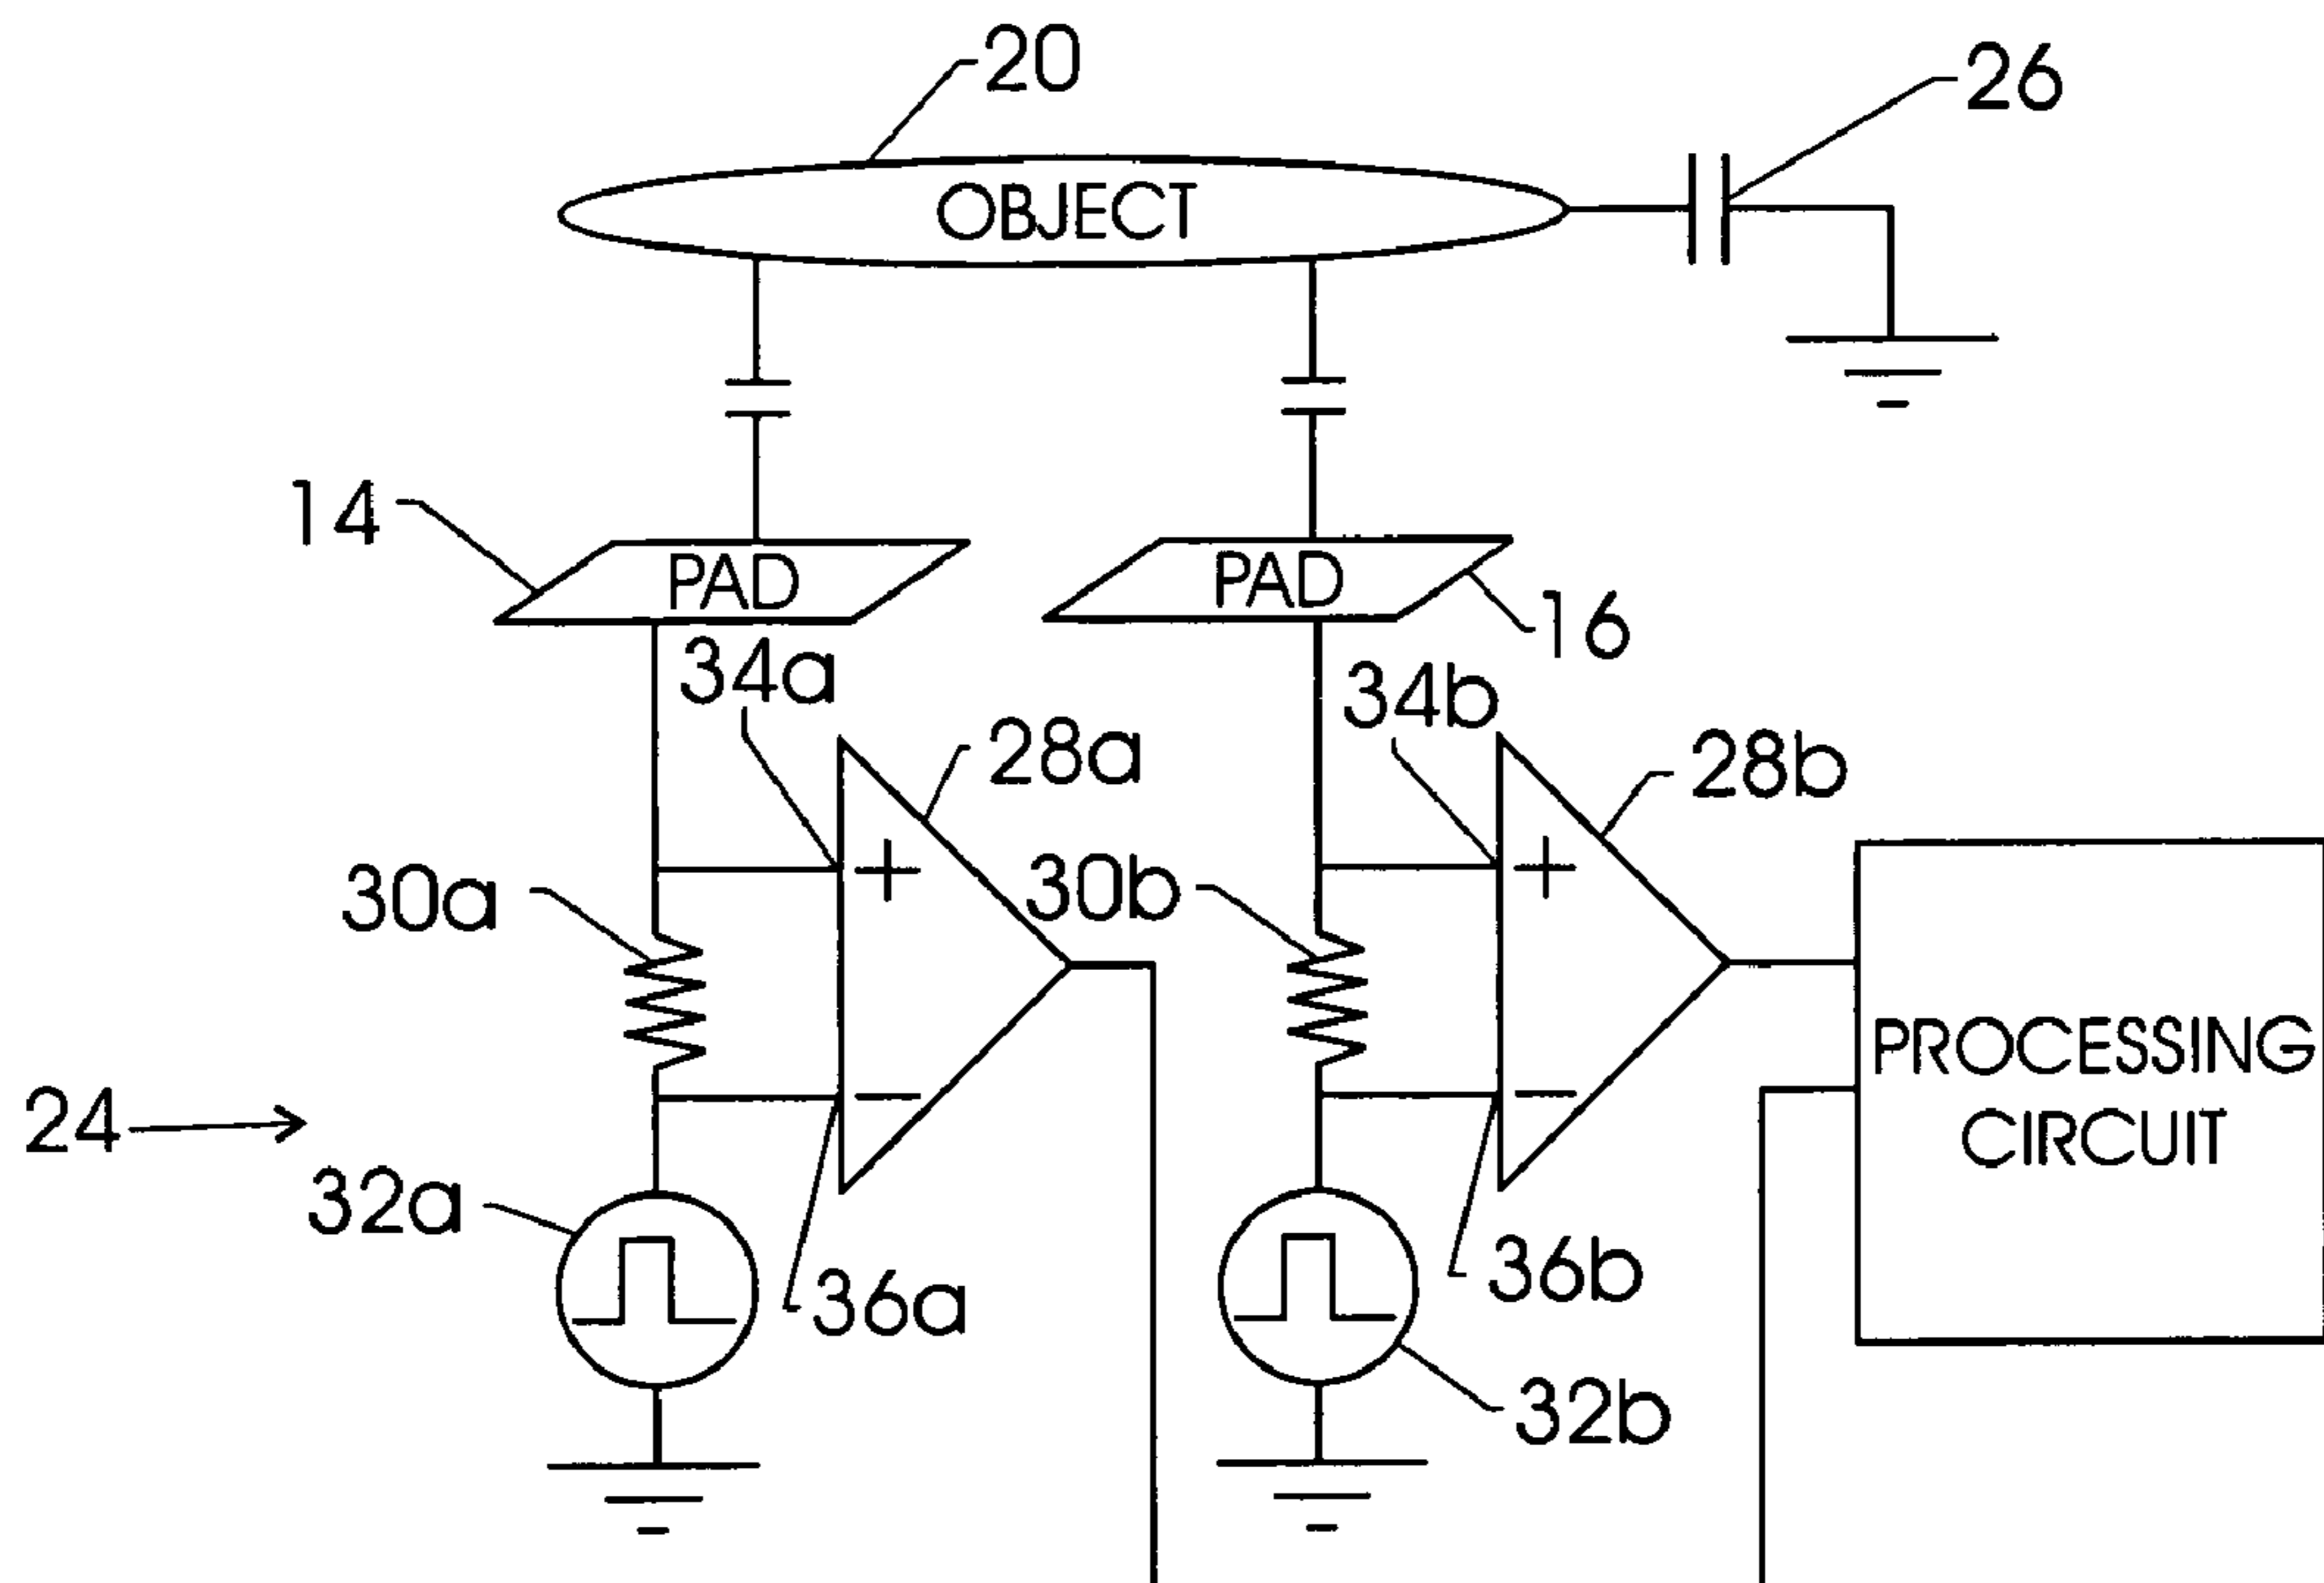 20
26
OBJECT
14
PAD
PAD
16
34a
34b
28a
28b
+
+
30a
30b
PROCESSING
CIRCUIT
24
−
−
32a
36a
36b
32b